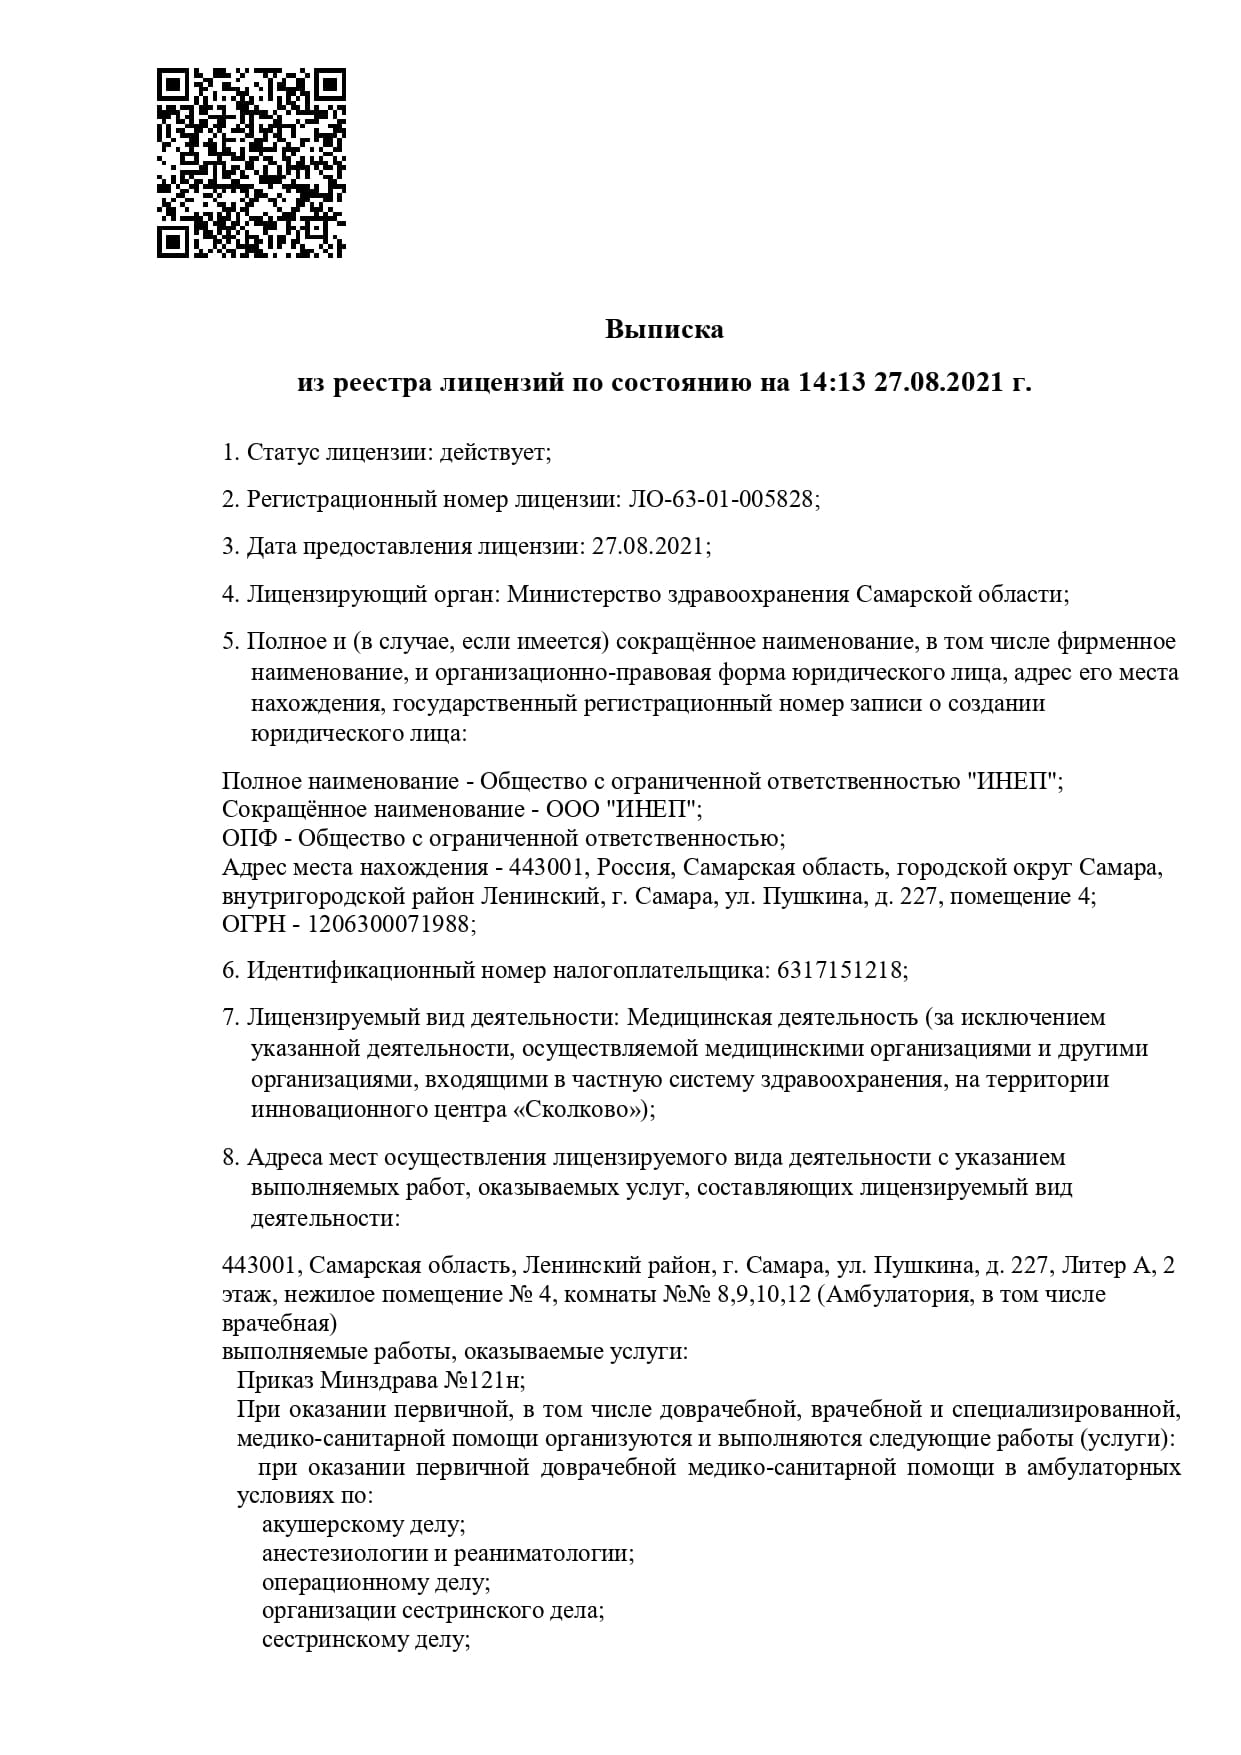 Выписка
из реестра лицензий по состоянию на 14:13 27.08.2021 г.
1. Статус лицензии: действует;
2. Регистрационный номер лицензии: ЛО-63-01-005828;
3. Дата предоставления лицензии: 27.08.2021;
4. Лицензирующий орган: Министерство здравоохранения Самарской области;
5. Полное и (в случае, если имеется) сокращённое наименование, в том числе фирменное
наименование, и организационно-правовая форма юридического лица, адрес его места
нахождения, государственный регистрационный номер записи о создании
юридического лица:
Полное наименование - Общество с ограниченной ответственностью "ИНЕП";
Сокращённое наименование - ООО "ИНЕП";
ОПФ - Общество с ограниченной ответственностью;
Адрес места нахождения - 443001, Россия, Самарская область, городской округ Самара,
внутригородской район Ленинский, г. Самара, ул. Пушкина, д. 227, помещение 4;
ОГРН - 1206300071988;
6. Идентификационный номер налогоплательщика: 6317151218;
7. Лицензируемый вид деятельности: Медицинская деятельность (за исключением
указанной деятельности, осуществляемой медицинскими организациями и другими
организациями, входящими в частную систему здравоохранения, на территории
инновационного центра «Сколково»);
8. Адреса мест осуществления лицензируемого вида деятельности с указанием
выполняемых работ, оказываемых услуг, составляющих лицензируемый вид
деятельности:
443001, Самарская область, Ленинский район, г. Самара, ул. Пушкина, д. 227, Литер А, 2
этаж, нежилое помещение № 4, комнаты №№ 8,9,10,12 (Амбулатория, в том числе
врачебная)
выполняемые работы, оказываемые услуги:
Приказ Минздрава №121н;
При оказании первичной, в том числе доврачебной, врачебной и специализированной,
медико-санитарной помощи организуются и выполняются следующие работы (услуги):
при оказании первичной доврачебной медико-санитарной помощи в амбулаторных
условиях по:
акушерскому делу;
анестезиологии и реаниматологии;
операционному делу;
организации сестринского дела;
сестринскому делу;